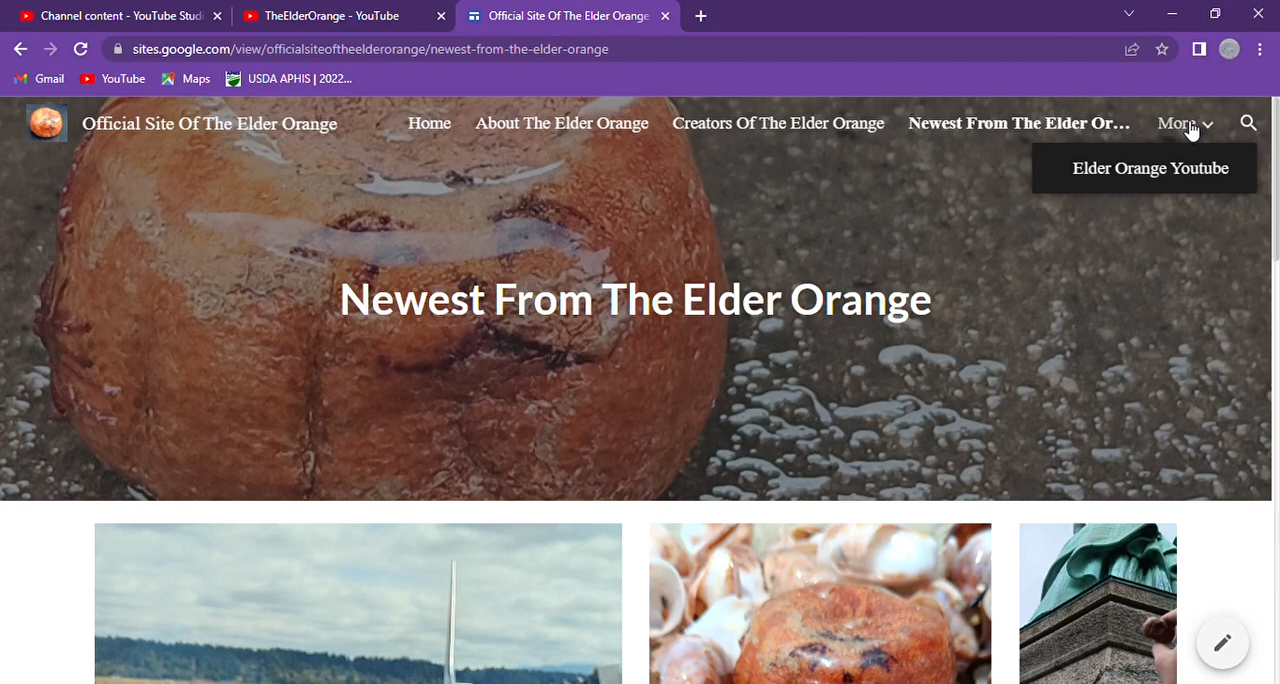 Channel content - YouTube Studi
TheElderOrange - YouTube
Official Site Of The Elder Orange
sites.google.com/view/officialsiteoftheelderorange/newest-from-the-elder-orange
Gmail
YouTube
Maps
USDA APHIS | 2022...
Official Site Of The Elder Orange
Home
About The Elder Orange
Creators Of The Elder Orange
Newest From The Elder Or...
More
Elder Orange Youtube
Newest From The Elder Orange